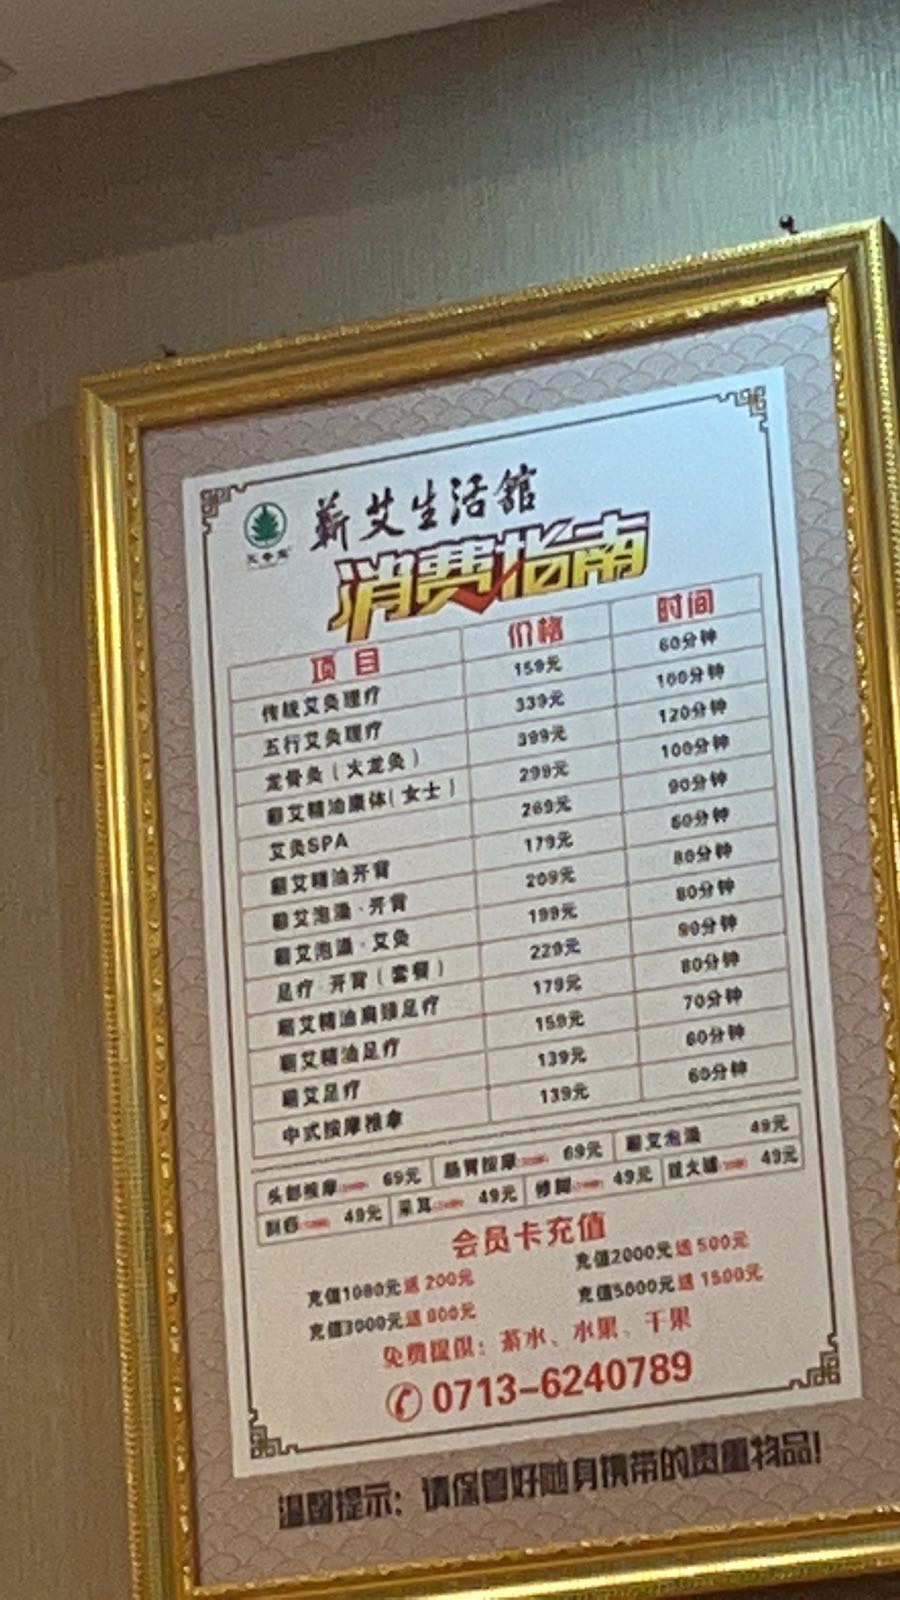 蕲艾生活舘
消费指南
项目 价格 时间
传统艾灸理疗 159元 60分钟
五行艾灸理疗 339元 100分钟
龙骨灸(火龙灸) 399元 120分钟
蕲艾精油康体(女士) 299元 100分钟
艾灸SPA 269元 90分钟
蕲艾精油开背 179元 60分钟
蕲艾泡澡·开背 209元 80分钟
蕲艾泡澡·艾灸 199元 80分钟
足疗·开背(套餐) 229元 90分钟
蕲艾精油肩颈足疗 179元 80分钟
蕲艾精油足疗 159元 70分钟
蕲艾足疗 139元 60分钟
中式按摩推拿 139元 60分钟
头部按摩 69元 肠胃按摩 69元 蕲艾泡澡 49元
刮痧 49元 采耳 49元 修脚 49元 拔火罐 49元
会员卡充值
充值1000元送200元 充值2000元送500元
充值3000元送800元 充值5000元送1500元
免费提供：茶水、水果、干果
0713-6240789
温馨提示：请保管好随身携带的贵重物品!